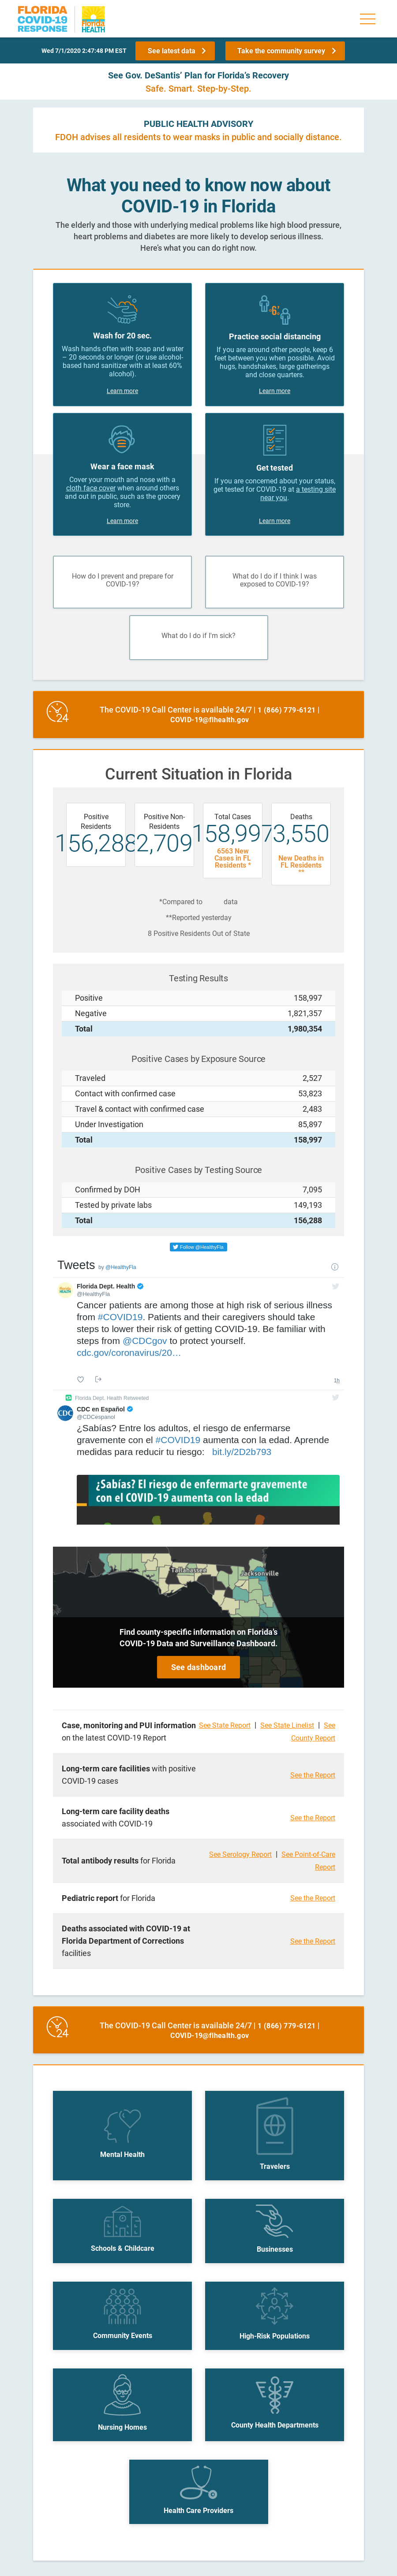 FLORIDA
COVID-19
RESPONSE
Florida
HEALTH
Wed 7/1/2020 2:47:48 PM EST
See latest data
Take the community survey
See Gov. DeSantis' Plan for Florida's Recovery
Safe. Smart. Step-by-Step.
PUBLIC HEALTH ADVISORY
FDOH advises all residents to wear masks in public and socially distance.
What you need to know now about
COVID-19 in Florida
The elderly and those with underlying medical problems like high blood pressure,
heart problems and diabetes are more likely to develop serious illness.
Here's what you can do right now.
Wash for 20 sec.
Wash hands often with soap and water
– 20 seconds or longer (or use alcohol-
based hand sanitizer with at least 60%
alcohol).
Learn more
6'
Practice social distancing
If you are around other people, keep 6
feet between you when possible. Avoid
hugs, handshakes, large gatherings
and close quarters.
Learn more
Wear a face mask
Cover your mouth and nose with a
cloth face cover when around others
and out in public, such as the grocery
store.
Learn more
Get tested
If you are concerned about your status,
get tested for COVID-19 at a testing site
near you.
Learn more
How do I prevent and prepare for
COVID-19?
What do I do if I think I was
exposed to COVID-19?
What do I do if I'm sick?
24
The COVID-19 Call Center is available 24/7 | 1 (866) 779-6121 |
COVID-19@flhealth.gov
Current Situation in Florida
Positive
Residents
156,288
Positive Non-
Residents
2,709
Total Cases
158,997
6563 New
Cases in FL
Residents *
Deaths
3,550
New Deaths in
FL Residents
**
*Compared to data
**Reported yesterday
8 Positive Residents Out of State
Testing Results
Positive 158,997
Negative 1,821,357
Total 1,980,354
Positive Cases by Exposure Source
Traveled 2,527
Contact with confirmed case 53,823
Travel & contact with confirmed case 2,483
Under Investigation 85,897
Total 158,997
Positive Cases by Testing Source
Confirmed by DOH 7,095
Tested by private labs 149,193
Total 156,288
Follow @HealthyFla
Tweets by @HealthyFla
Florida Dept. Health
@HealthyFla
Cancer patients are among those at high risk of serious illness
from #COVID19. Patients and their caregivers should take
steps to lower their risk of getting COVID-19. Be familiar with
steps from @CDCgov to protect yourself.
cdc.gov/coronavirus/20…
Florida Dept. Health Retweeted
CDC
CDC en Español
@CDCespanol
¿Sabías? Entre los adultos, el riesgo de enfermarse
gravemente con el #COVID19 aumenta con la edad. Aprende
medidas para reducir tu riesgo: bit.ly/2D2b793
¿Sabías? El riesgo de enfermarte gravemente
con el COVID-19 aumenta con la edad
Tallahassee
Jacksonville
Find county-specific information on Florida's
COVID-19 Data and Surveillance Dashboard.
See dashboard
Case, monitoring and PUI information
on the latest COVID-19 Report
See State Report | See State Linelist | See
County Report
Long-term care facilities with positive
COVID-19 cases
See the Report
Long-term care facility deaths
associated with COVID-19
See the Report
Total antibody results for Florida
See Serology Report | See Point-of-Care
Report
Pediatric report for Florida
See the Report
Deaths associated with COVID-19 at
Florida Department of Corrections
facilities
See the Report
24
The COVID-19 Call Center is available 24/7 | 1 (866) 779-6121 |
COVID-19@flhealth.gov
Mental Health
Travelers
Schools & Childcare
Businesses
Community Events
High-Risk Populations
Nursing Homes
County Health Departments
Health Care Providers